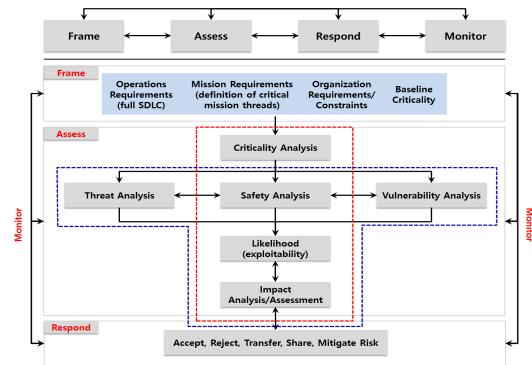 Frame
Assess
Respond
Monitor
Frame
Operations
Requirements
(full SDLC)
Mission Requirements
(definition of critical
mission threads)
Organization
Requirements/
Constraints
Baseline
Criticality
Assess
Criticality Analysis
Threat Analysis
Safety Analysis
Vulnerability Analysis
Monitor
Monitor
Likelihood
(exploitability)
Impact
Analysis/Assessment
Respond
Accept, Reject, Transfer, Share, Mitigate Risk